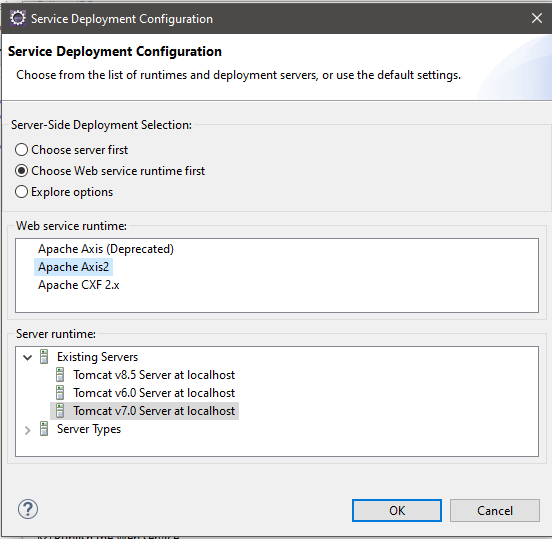 Service Deployment Configuration
Service Deployment Configuration
Choose from the list of runtimes and deployment servers, or use the default settings.
Server-Side Deployment Selection:
Choose server first
Choose Web service runtime first
Explore options
Web service runtime:
Apache Axis (Deprecated)
Apache Axis2
Apache CXF 2.x
Server runtime:
Existing Servers
Tomcat v8.5 Server at localhost
Tomcat v6.0 Server at localhost
Tomcat v7.0 Server at localhost
Server Types
?
OK
Cancel